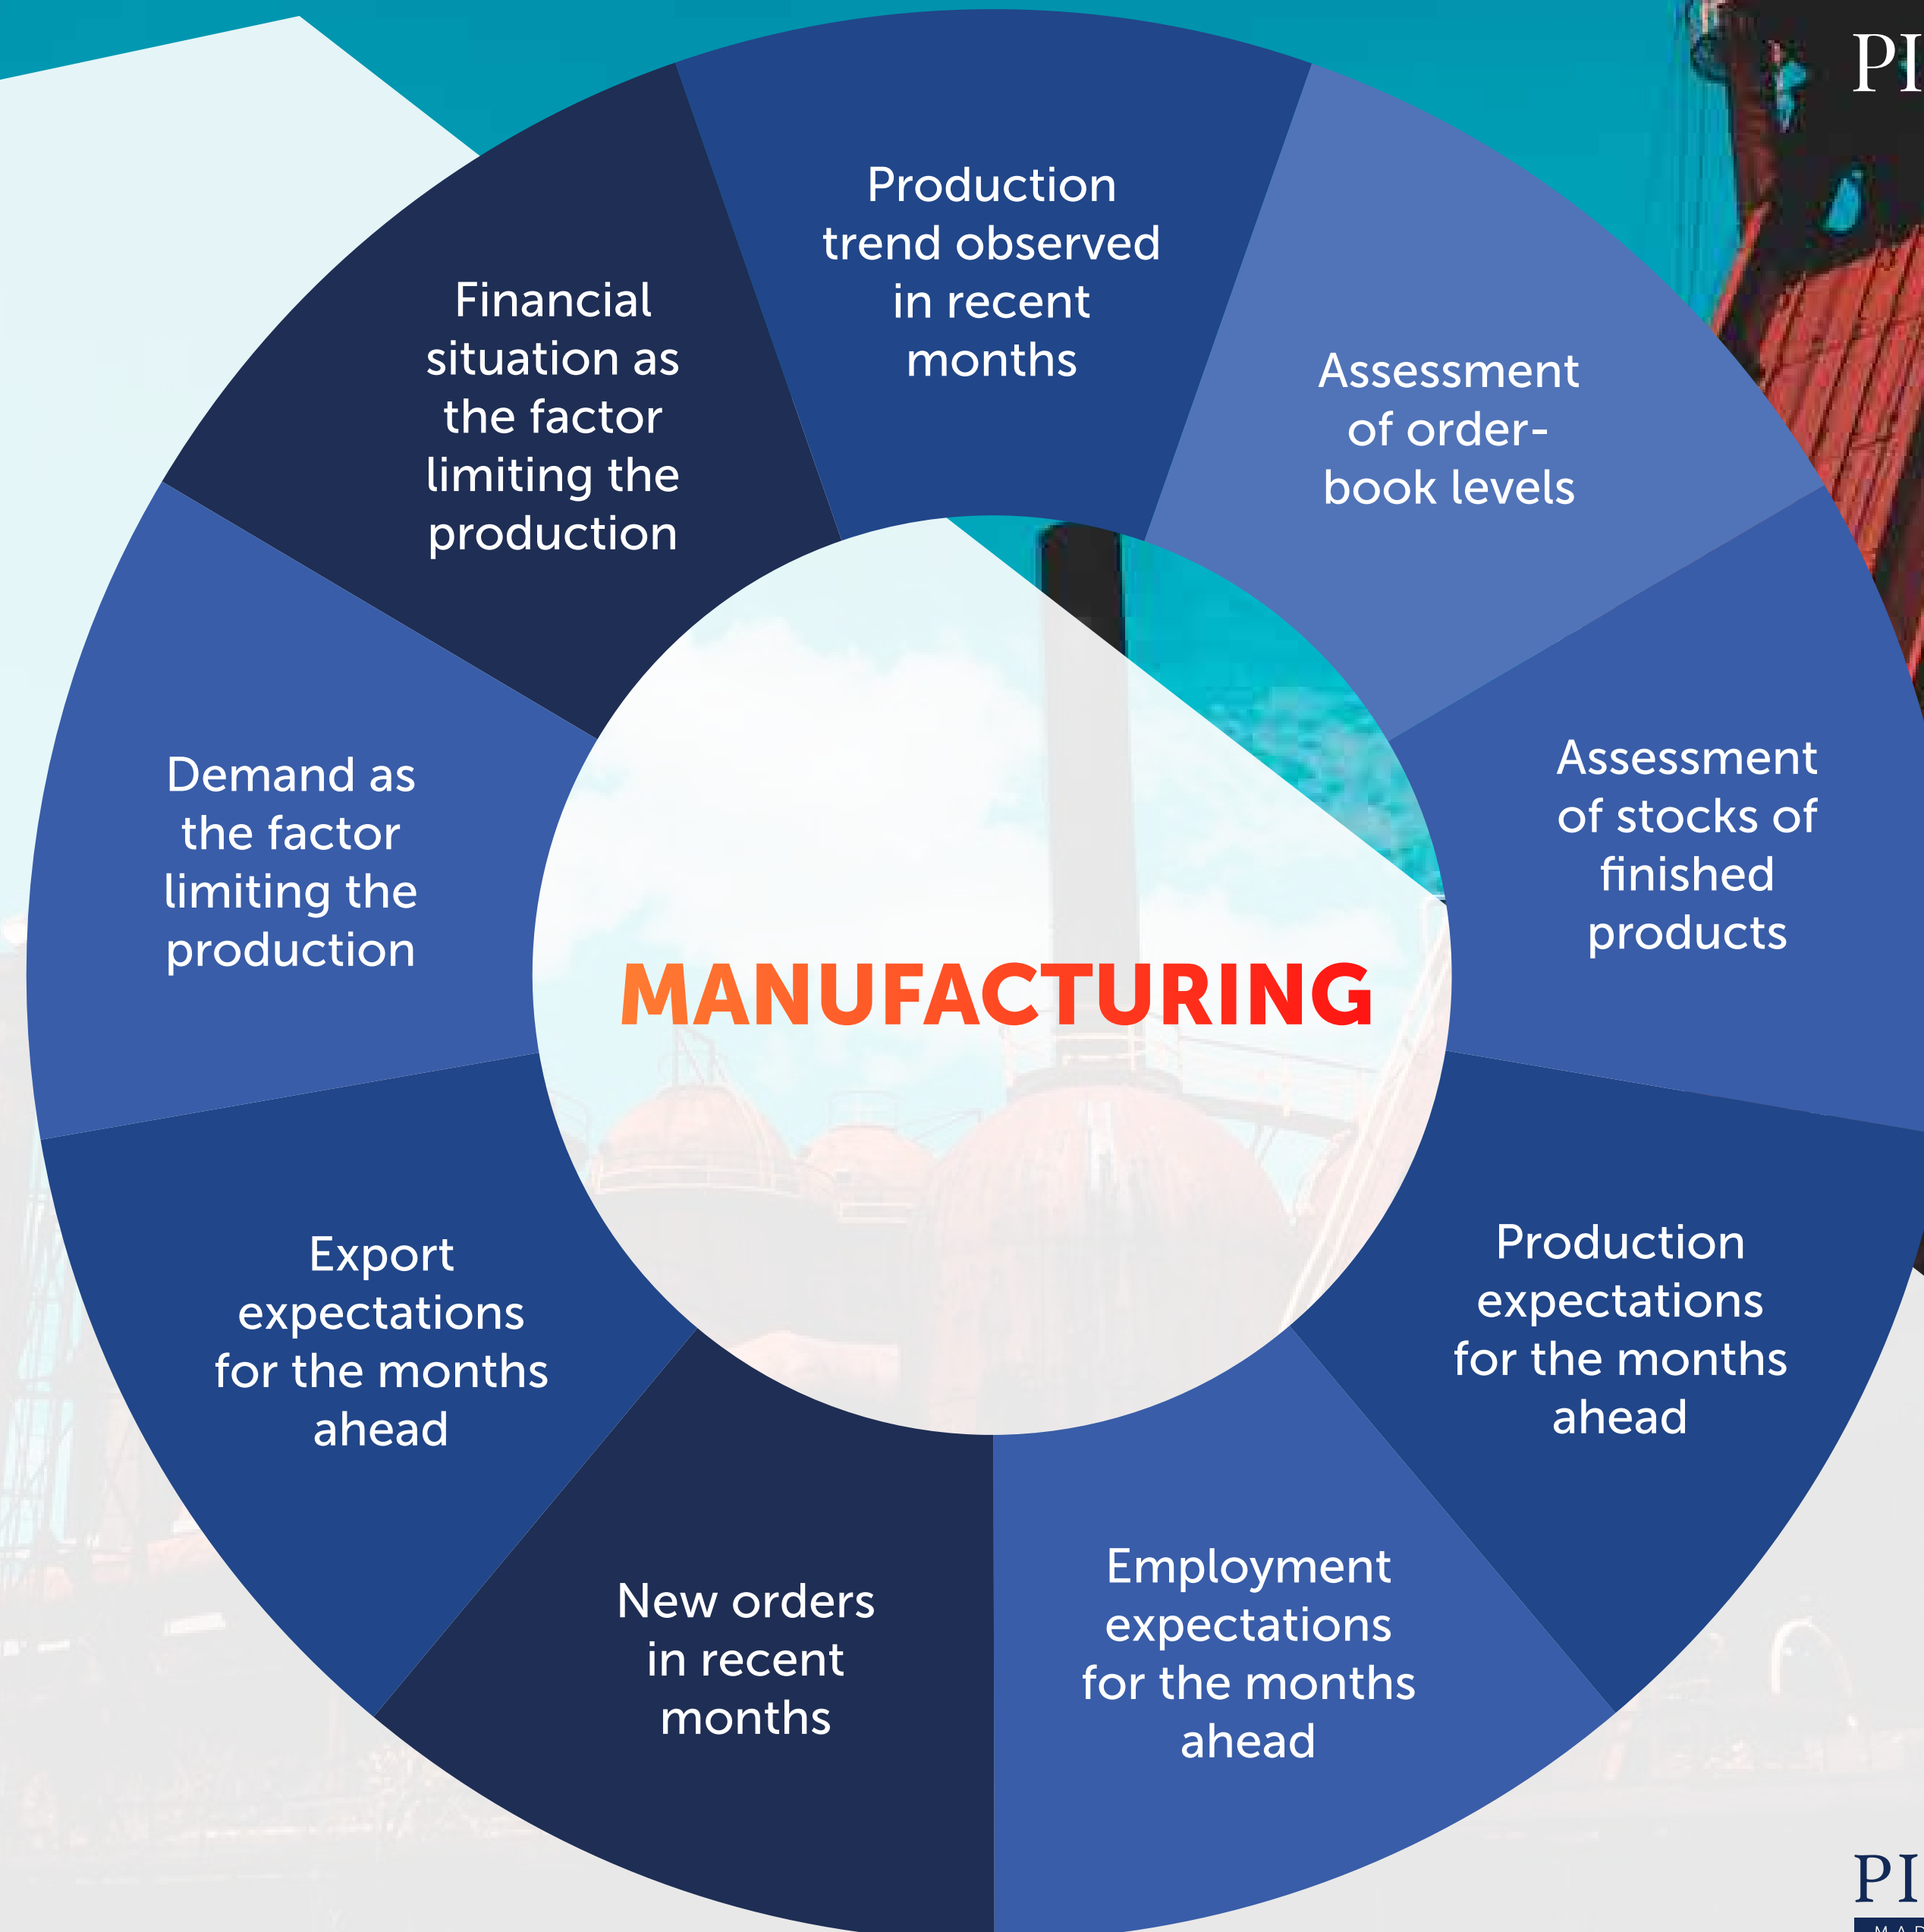 PI
Production
trend observed
in recent
months
Assessment
of order-
book levels
Assessment
of stocks of
finished
products
Production
expectations
for the months
ahead
Employment
expectations
for the months
ahead
New orders
in recent
months
Export
expectations
for the months
ahead
Demand as
the factor
limiting the
production
Financial
situation as
the factor
limiting the
production
MANUFACTURING
PI